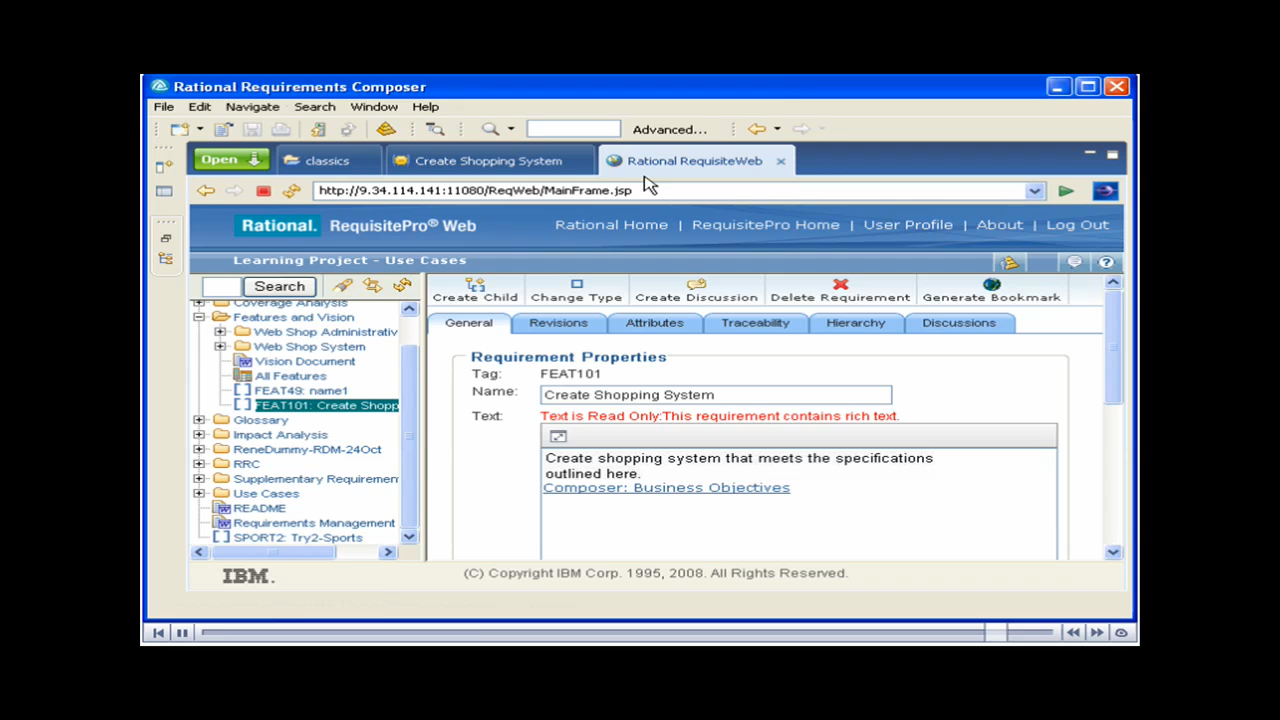 Rational Requirements Composer
File Edit Navigate Search Window Help
Advanced...
Open classics Create Shopping System Rational RequisiteWeb
http://9.34.114.141:11080/ReqWeb/MainFrame.jsp
Rational. RequisitePro® Web Rational Home | RequisitePro Home | User Profile | About | Log Out
Learning Project - Use Cases
Search
Create Child Change Type Create Discussion Delete Requirement Generate Bookmark
General Revisions Attributes Traceability Hierarchy Discussions
Coverage Analysis
Features and Vision
Web Shop Administrativ
Web Shop System
Vision Document
All Features
FEAT49: name1
FEAT101: Create Shopp
Glossary
Impact Analysis
ReneDummy-RDM-24Oct
RRC
Supplementary Requiremen
Use Cases
README
Requirements Management
SPORT2: Try2-Sports
Requirement Properties
Tag: FEAT101
Name: Create Shopping System
Text: Text is Read Only:This requirement contains rich text.
Create shopping system that meets the specifications
outlined here.
Composer: Business Objectives
IBM. (C) Copyright IBM Corp. 1995, 2008. All Rights Reserved.